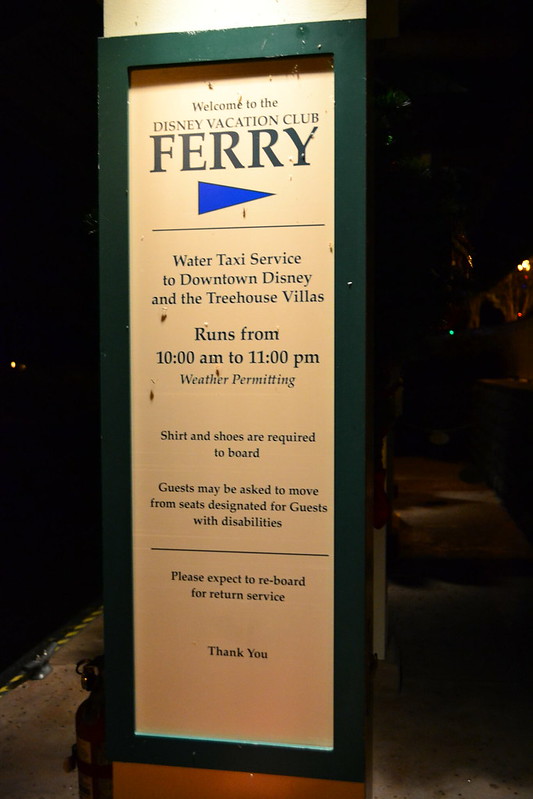 Welcome to the
DISNEY VACATION CLUB
FERRY
Water Taxi Service
to Downtown Disney
and the Treehouse Villas
Runs from
10:00 am to 11:00 pm
Weather Permitting
Shirt and shoes are required
to board
Guests may be asked to move
from seats designated for Guests
with disabilities
Please expect to re-board
for return service
Thank You